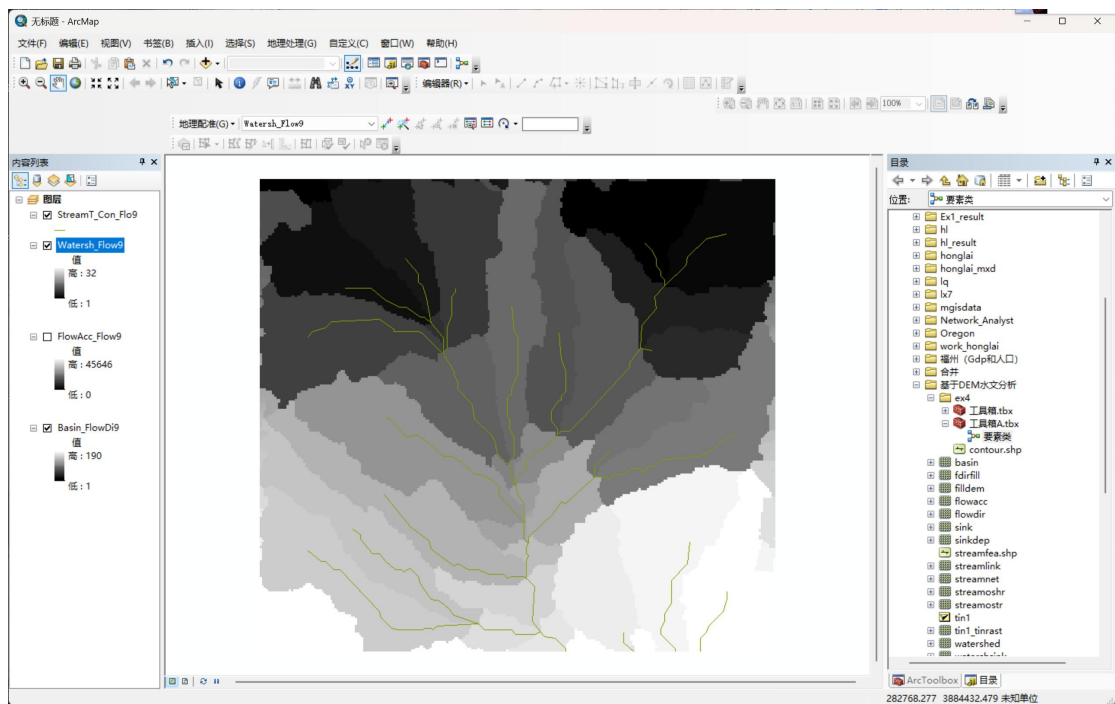 无标题 - ArcMap
文件(F) 编辑(E) 视图(V) 书签(B) 插入(I) 选择(S) 地理处理(G) 自定义(C) 窗口(W) 帮助(H)
编辑器(R)
100%
地理配准(G) Watersh_Flow9
内容列表
图层
StreamT_Con_Flo9
Watersh_Flow9
值
高 : 32
低 : 1
FlowAcc_Flow9
值
高 : 45646
低 : 0
Basin_FlowDi9
值
高 : 190
低 : 1
目录
位置: 要素类
Ex1_result
hl
hl_result
honglai
honglai_mxd
lq
lx7
mgisdata
Network_Analyst
Oregon
work_honglai
福州（Gdp和人口）
合并
基于DEM水文分析
ex4
工具箱.tbx
工具箱A.tbx
要素类
contour.shp
basin
fdirfill
filldem
flowacc
flowdir
sink
sinkdep
streamfea.shp
streamlink
streamnet
streamoshr
streamostr
tin1
tin1_tinrast
watershed
ArcToolbox 目录
282768.277 3884432.479 未知单位